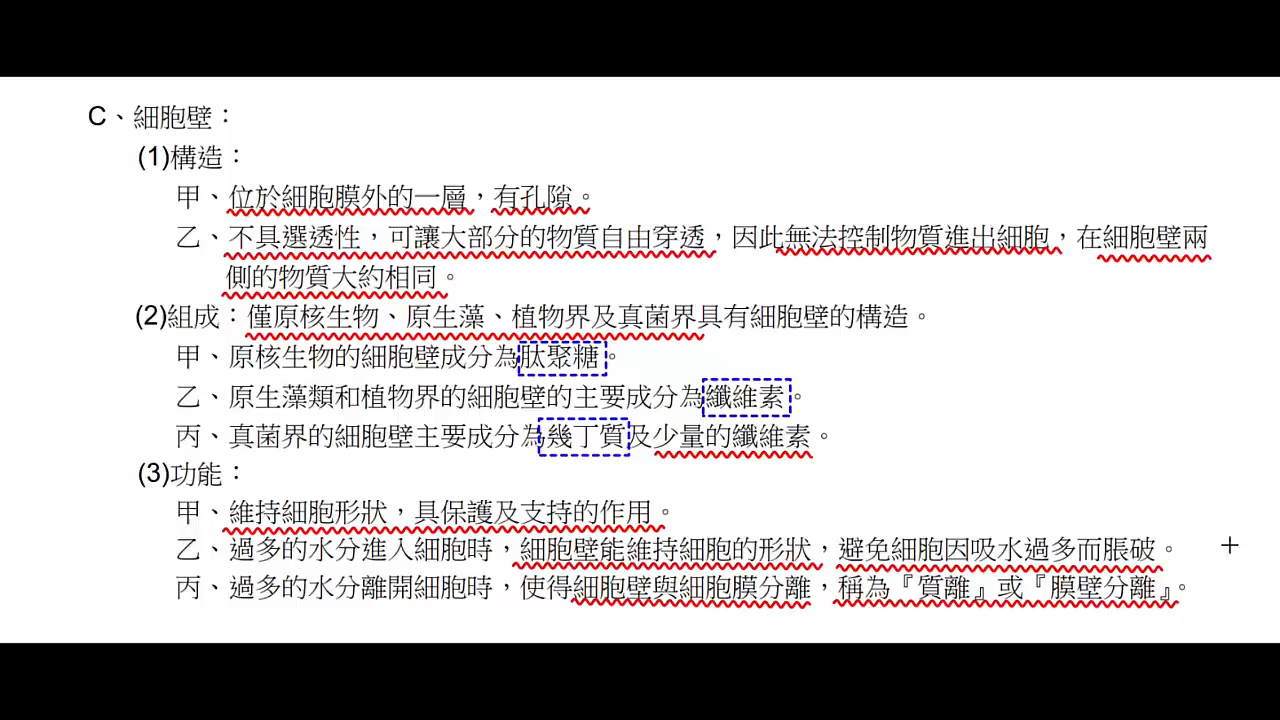 C、細胞壁：
(1)構造：
甲、位於細胞膜外的一層，有孔隙。
乙、不具選透性，可讓大部分的物質自由穿透，因此無法控制物質進出細胞，在細胞壁兩
側的物質大約相同。
(2)組成：僅原核生物、原生藻、植物界及真菌界具有細胞壁的構造。
甲、原核生物的細胞壁成分為肽聚糖。
乙、原生藻類和植物界的細胞壁的主要成分為纖維素。
丙、真菌界的細胞壁主要成分為幾丁質及少量的纖維素。
(3)功能：
甲、維持細胞形狀，具保護及支持的作用。
乙、過多的水分進入細胞時，細胞壁能維持細胞的形狀，避免細胞因吸水過多而脹破。
丙、過多的水分離開細胞時，使得細胞壁與細胞膜分離，稱為『質離』或『膜壁分離』。